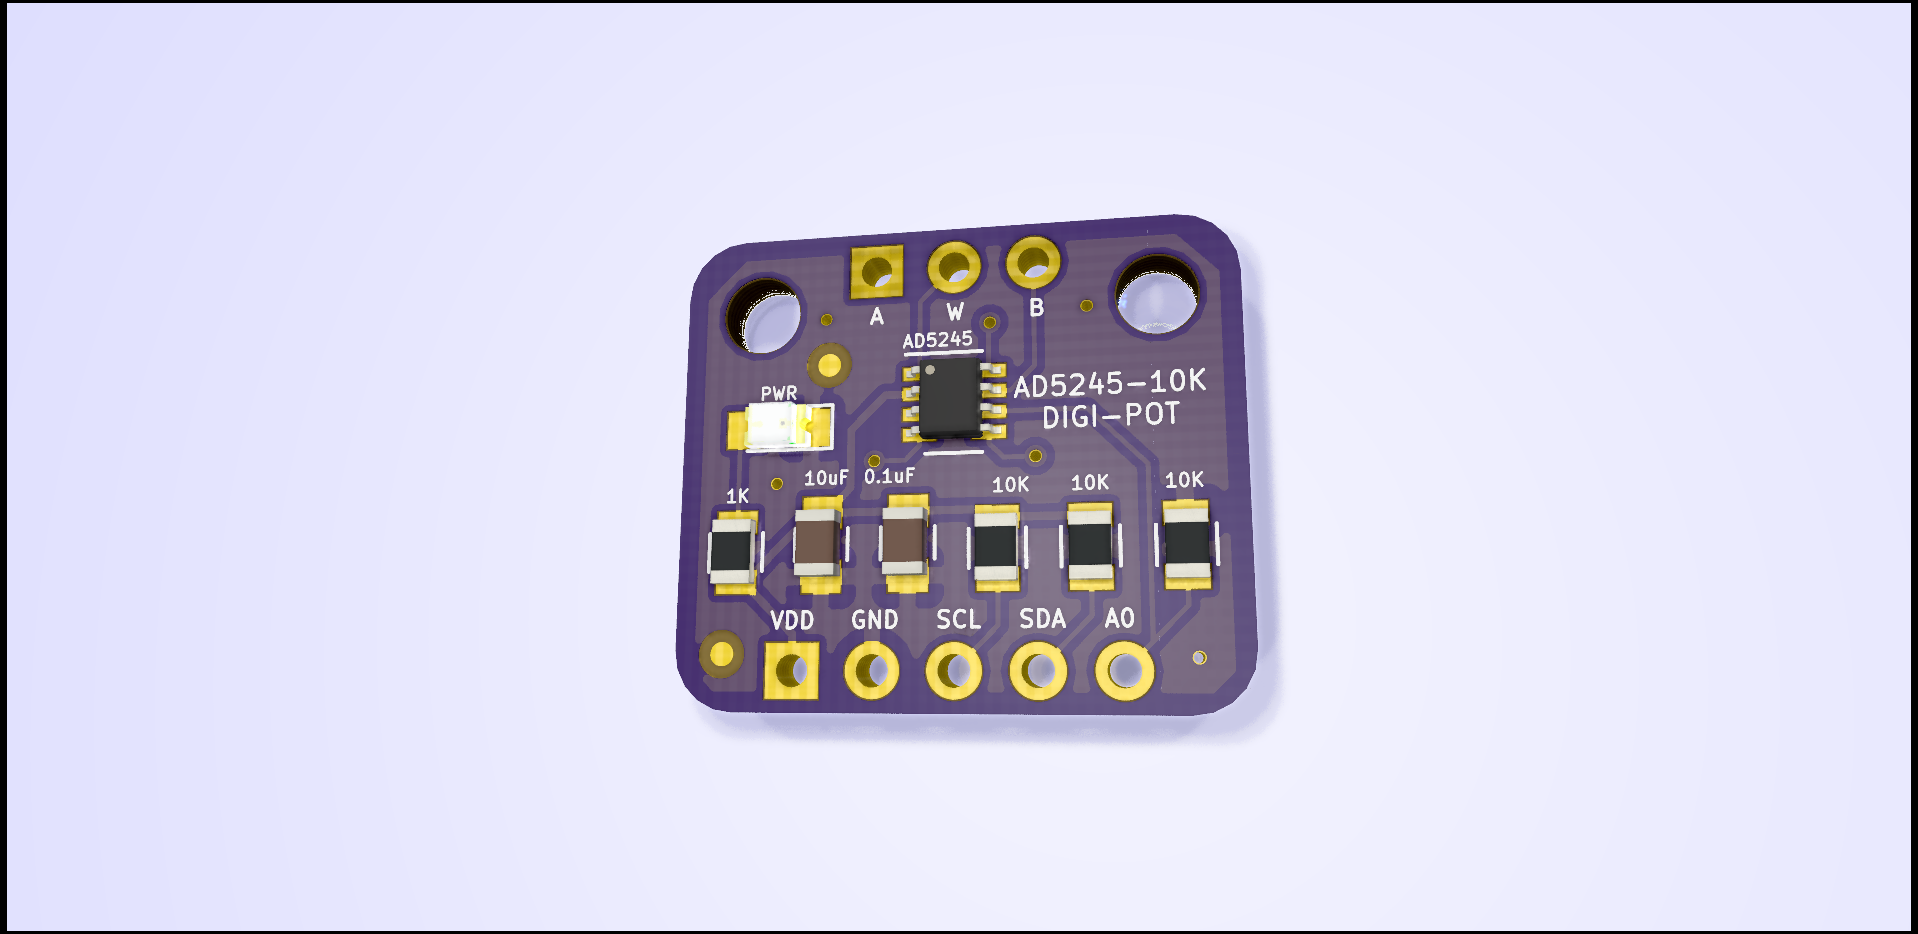 A W B
AD5245
AD5245-10K
DIGI-POT
PWR
1K 10uF 0.1uF 10K 10K 10K
VDD GND SCL SDA A0